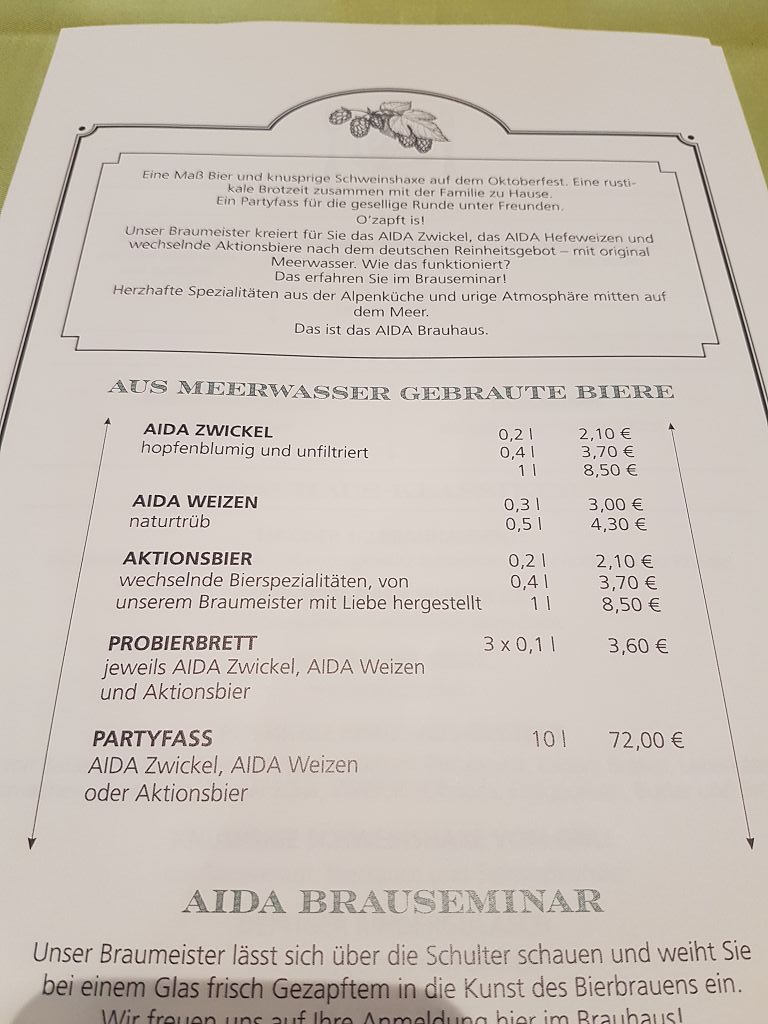 Eine Maß Bier und knusprige Schweinshaxe auf dem Oktoberfest. Eine rusti-
kale Brotzeit zusammen mit der Familie zu Hause.
Ein Partyfass für die gesellige Runde unter Freunden.
O'zapft is!
Unser Braumeister kreiert für Sie das AIDA Zwickel, das AIDA Hefeweizen und
wechselnde Aktionsbiere nach dem deutschen Reinheitsgebot – mit original
Meerwasser. Wie das funktioniert?
Das erfahren Sie im Brauseminar!
Herzhafte Spezialitäten aus der Alpenküche und urige Atmosphäre mitten auf
dem Meer.
Das ist das AIDA Brauhaus.
AUS MEERWASSER GEBRAUTE BIERE
AIDA ZWICKEL 0,2 l 2,10 €
hopfenblumig und unfiltriert 0,4 l 3,70 €
1 l 8,50 €
AIDA WEIZEN 0,3 l 3,00 €
naturtrüb 0,5 l 4,30 €
AKTIONSBIER 0,2 l 2,10 €
wechselnde Bierspezialitäten, von 0,4 l 3,70 €
unserem Braumeister mit Liebe hergestellt 1 l 8,50 €
PROBIERBRETT 3 x 0,1 l 3,60 €
jeweils AIDA Zwickel, AIDA Weizen
und Aktionsbier
PARTYFASS 10 l 72,00 €
AIDA Zwickel, AIDA Weizen
oder Aktionsbier
AIDA BRAUSEMINAR
Unser Braumeister lässt sich über die Schulter schauen und weiht Sie
bei einem Glas frisch Gezapftem in die Kunst des Bierbrauens ein.
Wir freuen uns auf Ihre Anmeldung hier im Brauhaus!